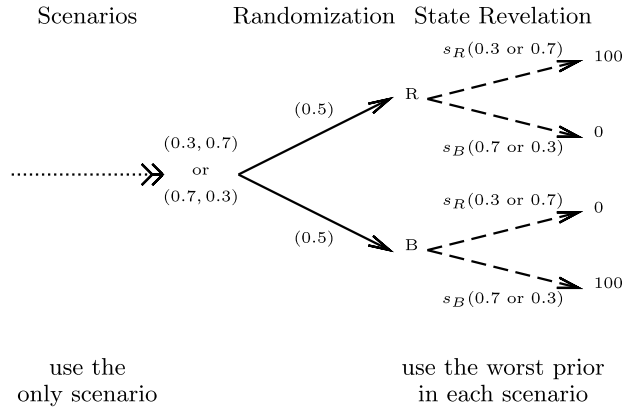 Scenarios Randomization State Revelation
s_R(0.3 or 0.7) 100
R
(0.5)
(0.3, 0.7)
or
(0.7, 0.3)
s_B(0.7 or 0.3) 0
s_R(0.3 or 0.7) 0
(0.5)
B
s_B(0.7 or 0.3) 100
use the
only scenario
use the worst prior
in each scenario